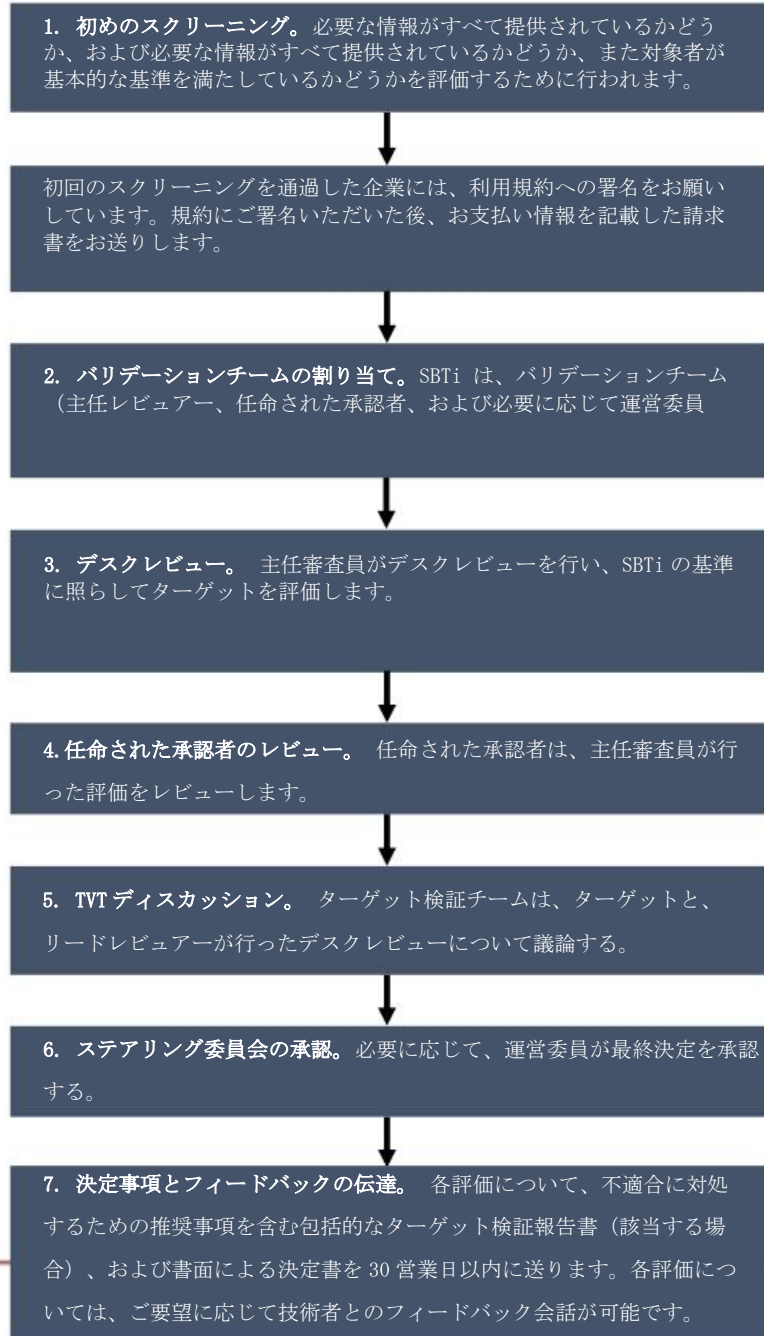 1. 初めのスクリーニング。必要な情報がすべて提供されているかどう
か、および必要な情報がすべて提供されているかどうか、また対象者が
基本的な基準を満たしているかどうかを評価するために行われます。
初回のスクリーニングを通過した企業には、利用規約への署名をお願い
しています。規約にご署名いただいた後、お支払い情報を記載した請求
書をお送りします。
2. バリデーションチームの割り当て。SBTi は、バリデーションチーム
（主任レビュアー、任命された承認者、および必要に応じて運営委員
3. デスクレビュー。 主任審査員がデスクレビューを行い、SBTi の基準
に照らしてターゲットを評価します。
4.任命された承認者のレビュー。 任命された承認者は、主任審査員が行
った評価をレビューします。
5. TVT ディスカッション。 ターゲット検証チームは、ターゲットと、
リードレビュアーが行ったデスクレビューについて議論する。
6. ステアリング委員会の承認。必要に応じて、運営委員が最終決定を承認
する。
7. 決定事項とフィードバックの伝達。 各評価について、不適合に対処
するための推奨事項を含む包括的なターゲット検証報告書（該当する場
合）、および書面による決定書を 30 営業日以内に送ります。各評価につ
いては、ご要望に応じて技術者とのフィードバック会話が可能です。